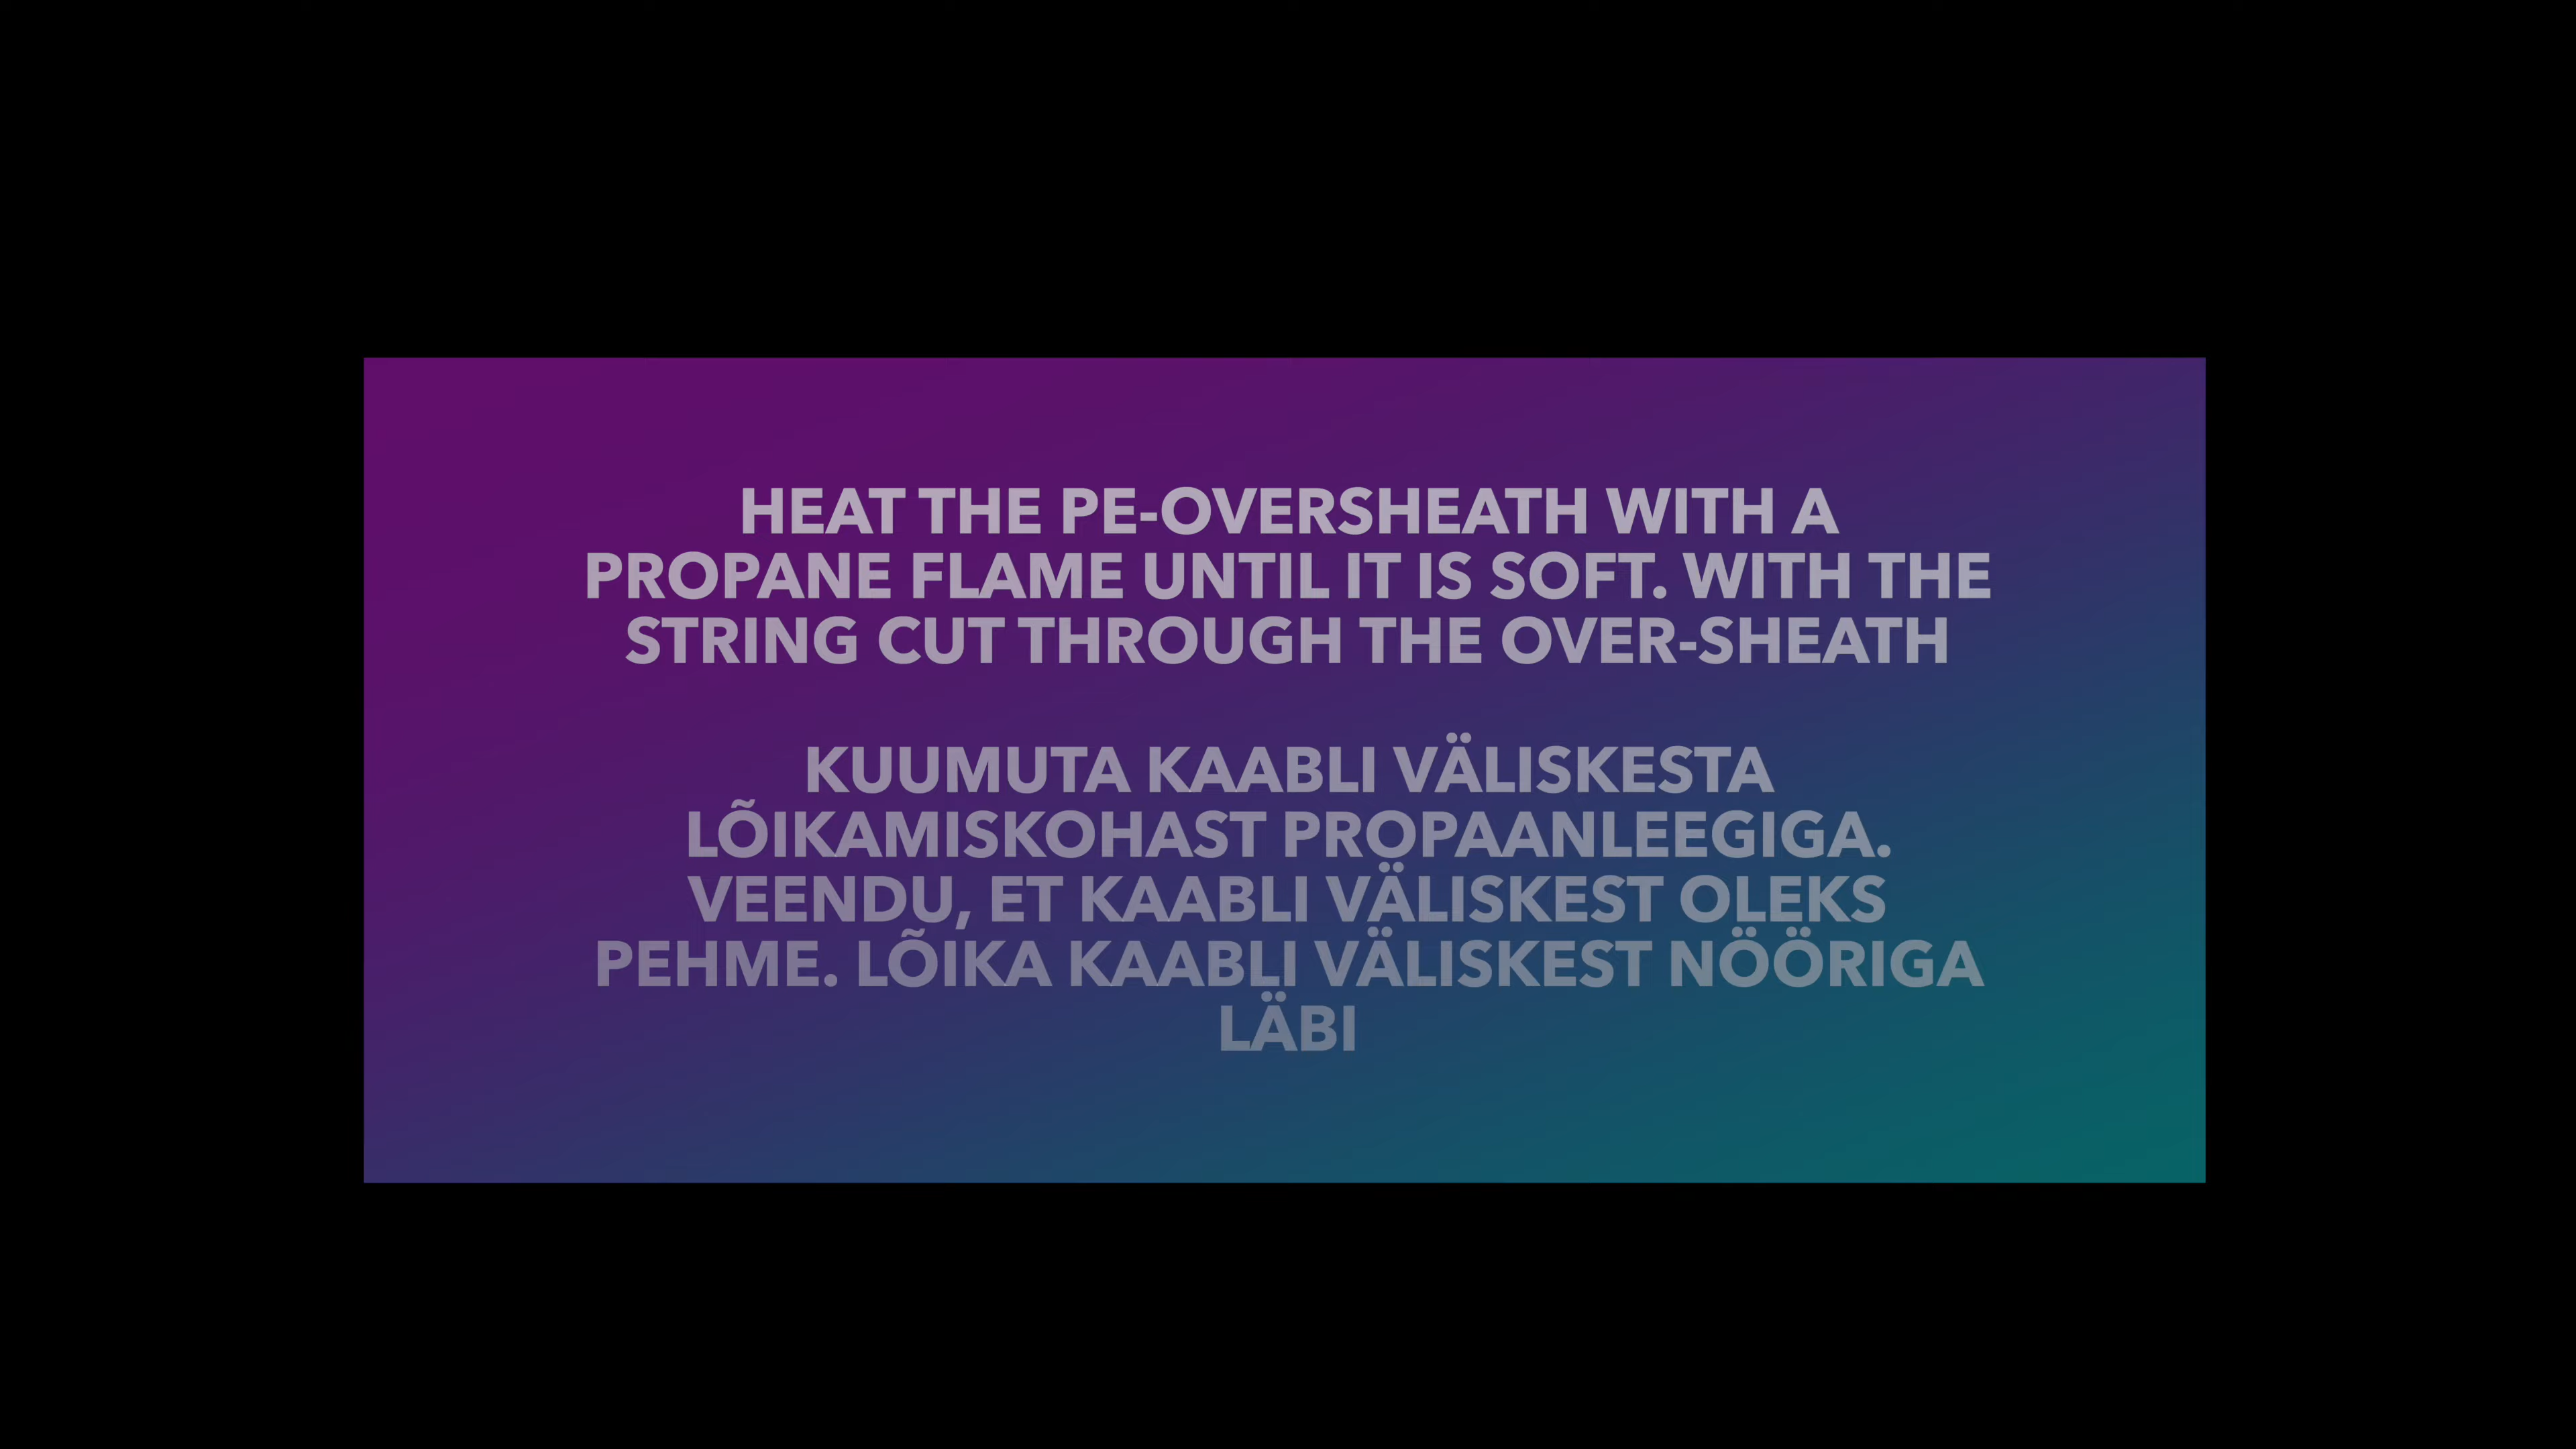 HEAT THE PE-OVERSHEATH WITH A
PROPANE FLAME UNTIL IT IS SOFT. WITH THE
STRING CUT THROUGH THE OVER-SHEATH
KUUMUTA KAABLI VÄLISKESTA
LÕIKAMISKOHAST PROPAANLEEGIGA.
VEENDU, ET KAABLI VÄLISKEST OLEKS
PEHME. LÕIKA KAABLI VÄLISKEST NÖÖRIGA
LÄBI